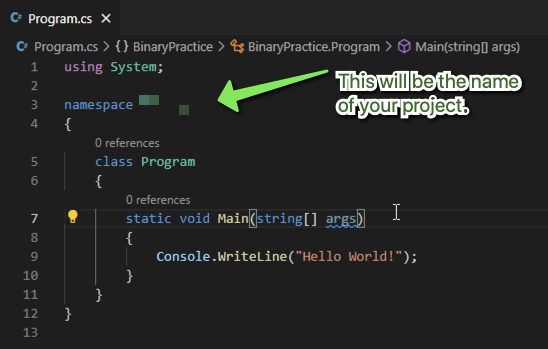 Program.cs
Program.cs > {} BinaryPractice > BinaryPractice.Program > Main(string[] args)
1 using System;
2
3 namespace
This will be the name
of your project.
4 {
0 references
5 class Program
6 {
0 references
7 static void Main(string[] args)
8 {
9 Console.WriteLine("Hello World!");
10 }
11 }
12 }
13